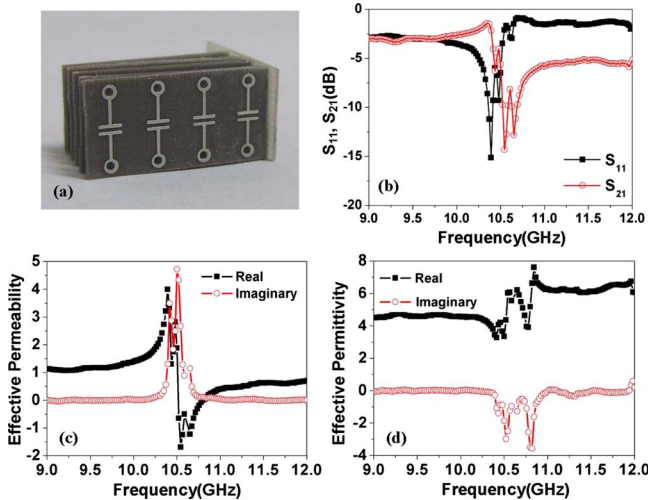 (a)
0
-5
-10
-15
-20
S11, S21(dB)
(b)
S11
S21
9.0 9.5 10.0 10.5 11.0 11.5 12.0
Frequency(GHz)
5
4
3
2
1
0
-1
-2
Effective Permeability
Real
Imaginary
(c)
9.0 9.5 10.0 10.5 11.0 11.5 12.0
Frequency(GHz)
8
4
0
-4
Effective Permittivity
Real
Imaginary
(d)
9.0 9.5 10.0 10.5 11.0 11.5 12.0
Frequency(GHz)